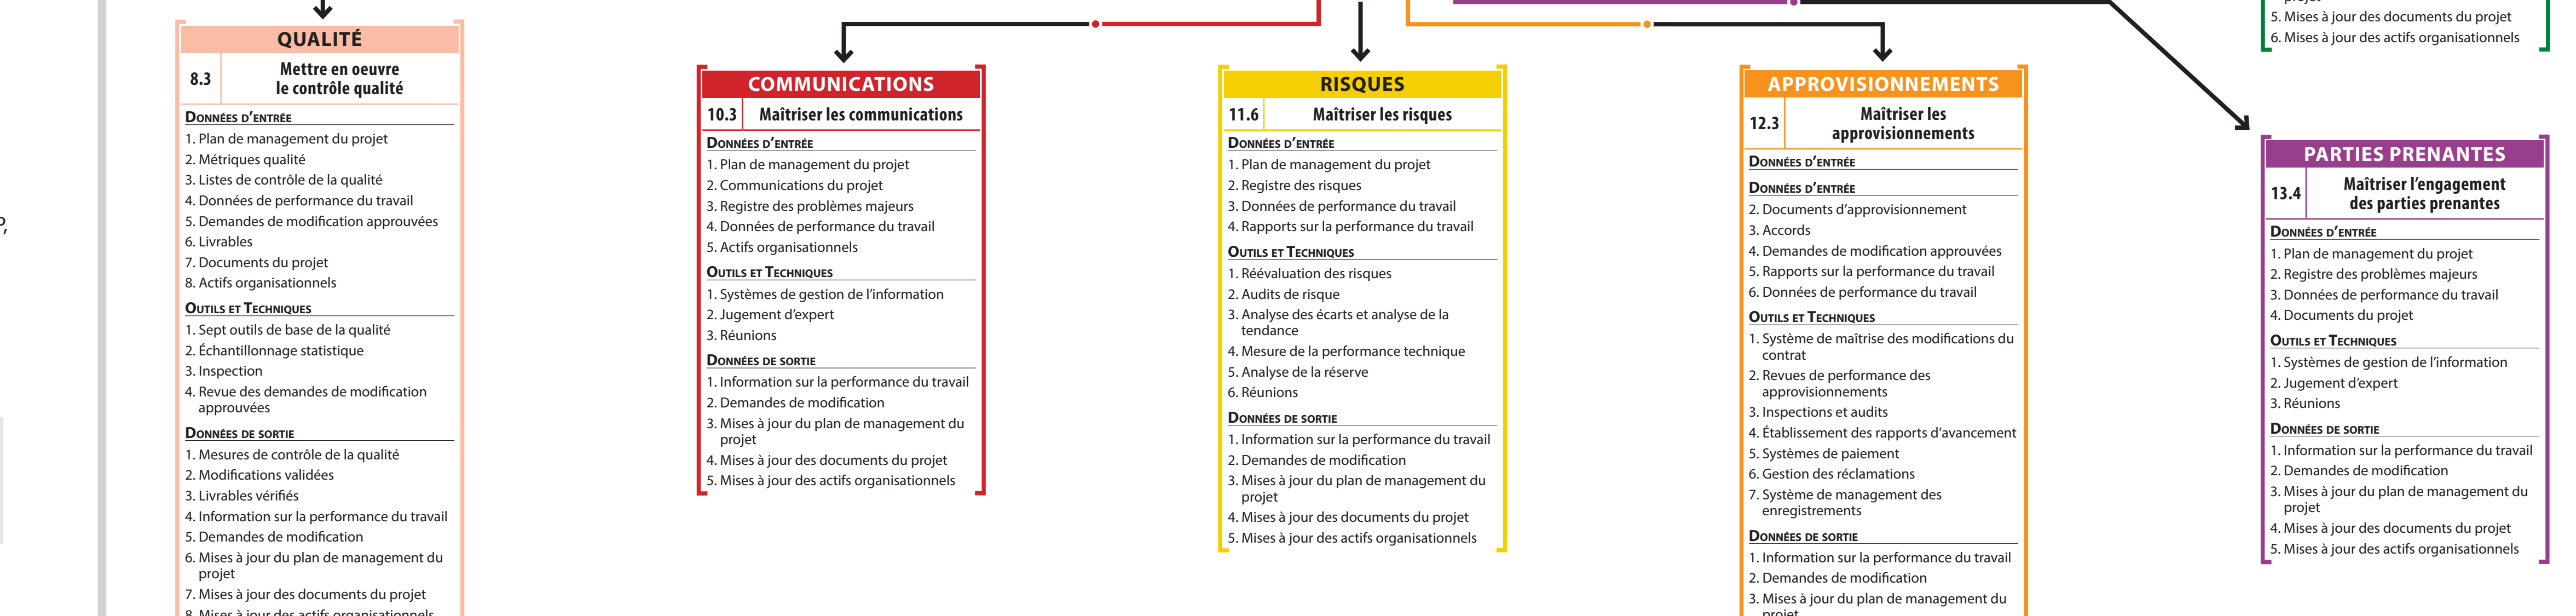 P,
QUALITÉ
8.3
Mettre en oeuvre
le contrôle qualité
DONNÉES D’ENTRÉE
1. Plan de management du projet
2. Métriques qualité
3. Listes de contrôle de la qualité
4. Données de performance du travail
5. Demandes de modification approuvées
6. Livrables
7. Documents du projet
8. Actifs organisationnels
OUTILS ET TECHNIQUES
1. Sept outils de base de la qualité
2. Échantillonnage statistique
3. Inspection
4. Revue des demandes de modification
approuvées
DONNÉES DE SORTIE
1. Mesures de contrôle de la qualité
2. Modifications validées
3. Livrables vérifiés
4. Information sur la performance du travail
5. Demandes de modification
6. Mises à jour du plan de management du
projet
7. Mises à jour des documents du projet
8. Mises à jour des actifs organisationnels
COMMUNICATIONS
10.3
Maîtriser les communications
DONNÉES D’ENTRÉE
1. Plan de management du projet
2. Communications du projet
3. Registre des problèmes majeurs
4. Données de performance du travail
5. Actifs organisationnels
OUTILS ET TECHNIQUES
1. Systèmes de gestion de l’information
2. Jugement d’expert
3. Réunions
DONNÉES DE SORTIE
1. Information sur la performance du travail
2. Demandes de modification
3. Mises à jour du plan de management du
projet
4. Mises à jour des documents du projet
5. Mises à jour des actifs organisationnels
RISQUES
11.6
Maîtriser les risques
DONNÉES D’ENTRÉE
1. Plan de management du projet
2. Registre des risques
3. Données de performance du travail
4. Rapports sur la performance du travail
OUTILS ET TECHNIQUES
1. Réévaluation des risques
2. Audits de risque
3. Analyse des écarts et analyse de la
tendance
4. Mesure de la performance technique
5. Analyse de la réserve
6. Réunions
DONNÉES DE SORTIE
1. Information sur la performance du travail
2. Demandes de modification
3. Mises à jour du plan de management du
projet
4. Mises à jour des documents du projet
5. Mises à jour des actifs organisationnels
APPROVISIONNEMENTS
12.3
Maîtriser les
approvisionnements
DONNÉES D’ENTRÉE
DONNÉES D’ENTRÉE
2. Documents d’approvisionnement
3. Accords
4. Demandes de modification approuvées
5. Rapports sur la performance du travail
6. Données de performance du travail
OUTILS ET TECHNIQUES
1. Système de maîtrise des modifications du
contrat
2. Revues de performance des
approvisionnements
3. Inspections et audits
4. Établissement des rapports d’avancement
5. Systèmes de paiement
6. Gestion des réclamations
7. Système de management des
enregistrements
DONNÉES DE SORTIE
1. Information sur la performance du travail
2. Demandes de modification
3. Mises à jour du plan de management du
projet
projet
5. Mises à jour des documents du projet
6. Mises à jour des actifs organisationnels
PARTIES PRENANTES
13.4
Maîtriser l’engagement
des parties prenantes
DONNÉES D’ENTRÉE
1. Plan de management du projet
2. Registre des problèmes majeurs
3. Données de performance du travail
4. Documents du projet
OUTILS ET TECHNIQUES
1. Systèmes de gestion de l’information
2. Jugement d’expert
3. Réunions
DONNÉES DE SORTIE
1. Information sur la performance du travail
2. Demandes de modification
3. Mises à jour du plan de management du
projet
4. Mises à jour des documents du projet
5. Mises à jour des actifs organisationnels